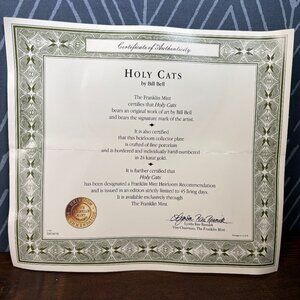 Certificate of Authenticity
HOLY CATS
by Bill Bell
The Franklin Mint
certifies that Holy Cats
bears an original work of art by Bill Bell
and bears the signature mark of the artist.
It is also certified
that this heirloom collector plate
is crafted of fine porcelain
and is bordered and individually hand-numbered
in 24 karat gold.
It is further certified that
Holy Cats
has been designated a Franklin Mint Heirloom Recommendation
and is issued in an edition strictly limited to 45 firing days.
It is available exclusively through
The Franklin Mint.
Vice Chairman, The Franklin Mint